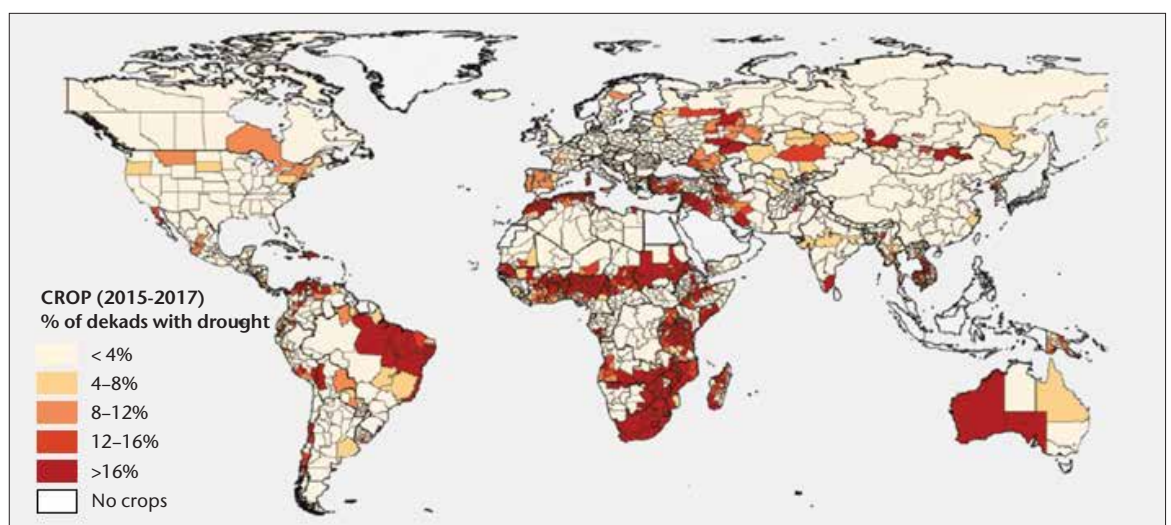 CROP (2015-2017)
% of dekads with drought
< 4%
4–8%
8–12%
12–16%
>16%
No crops